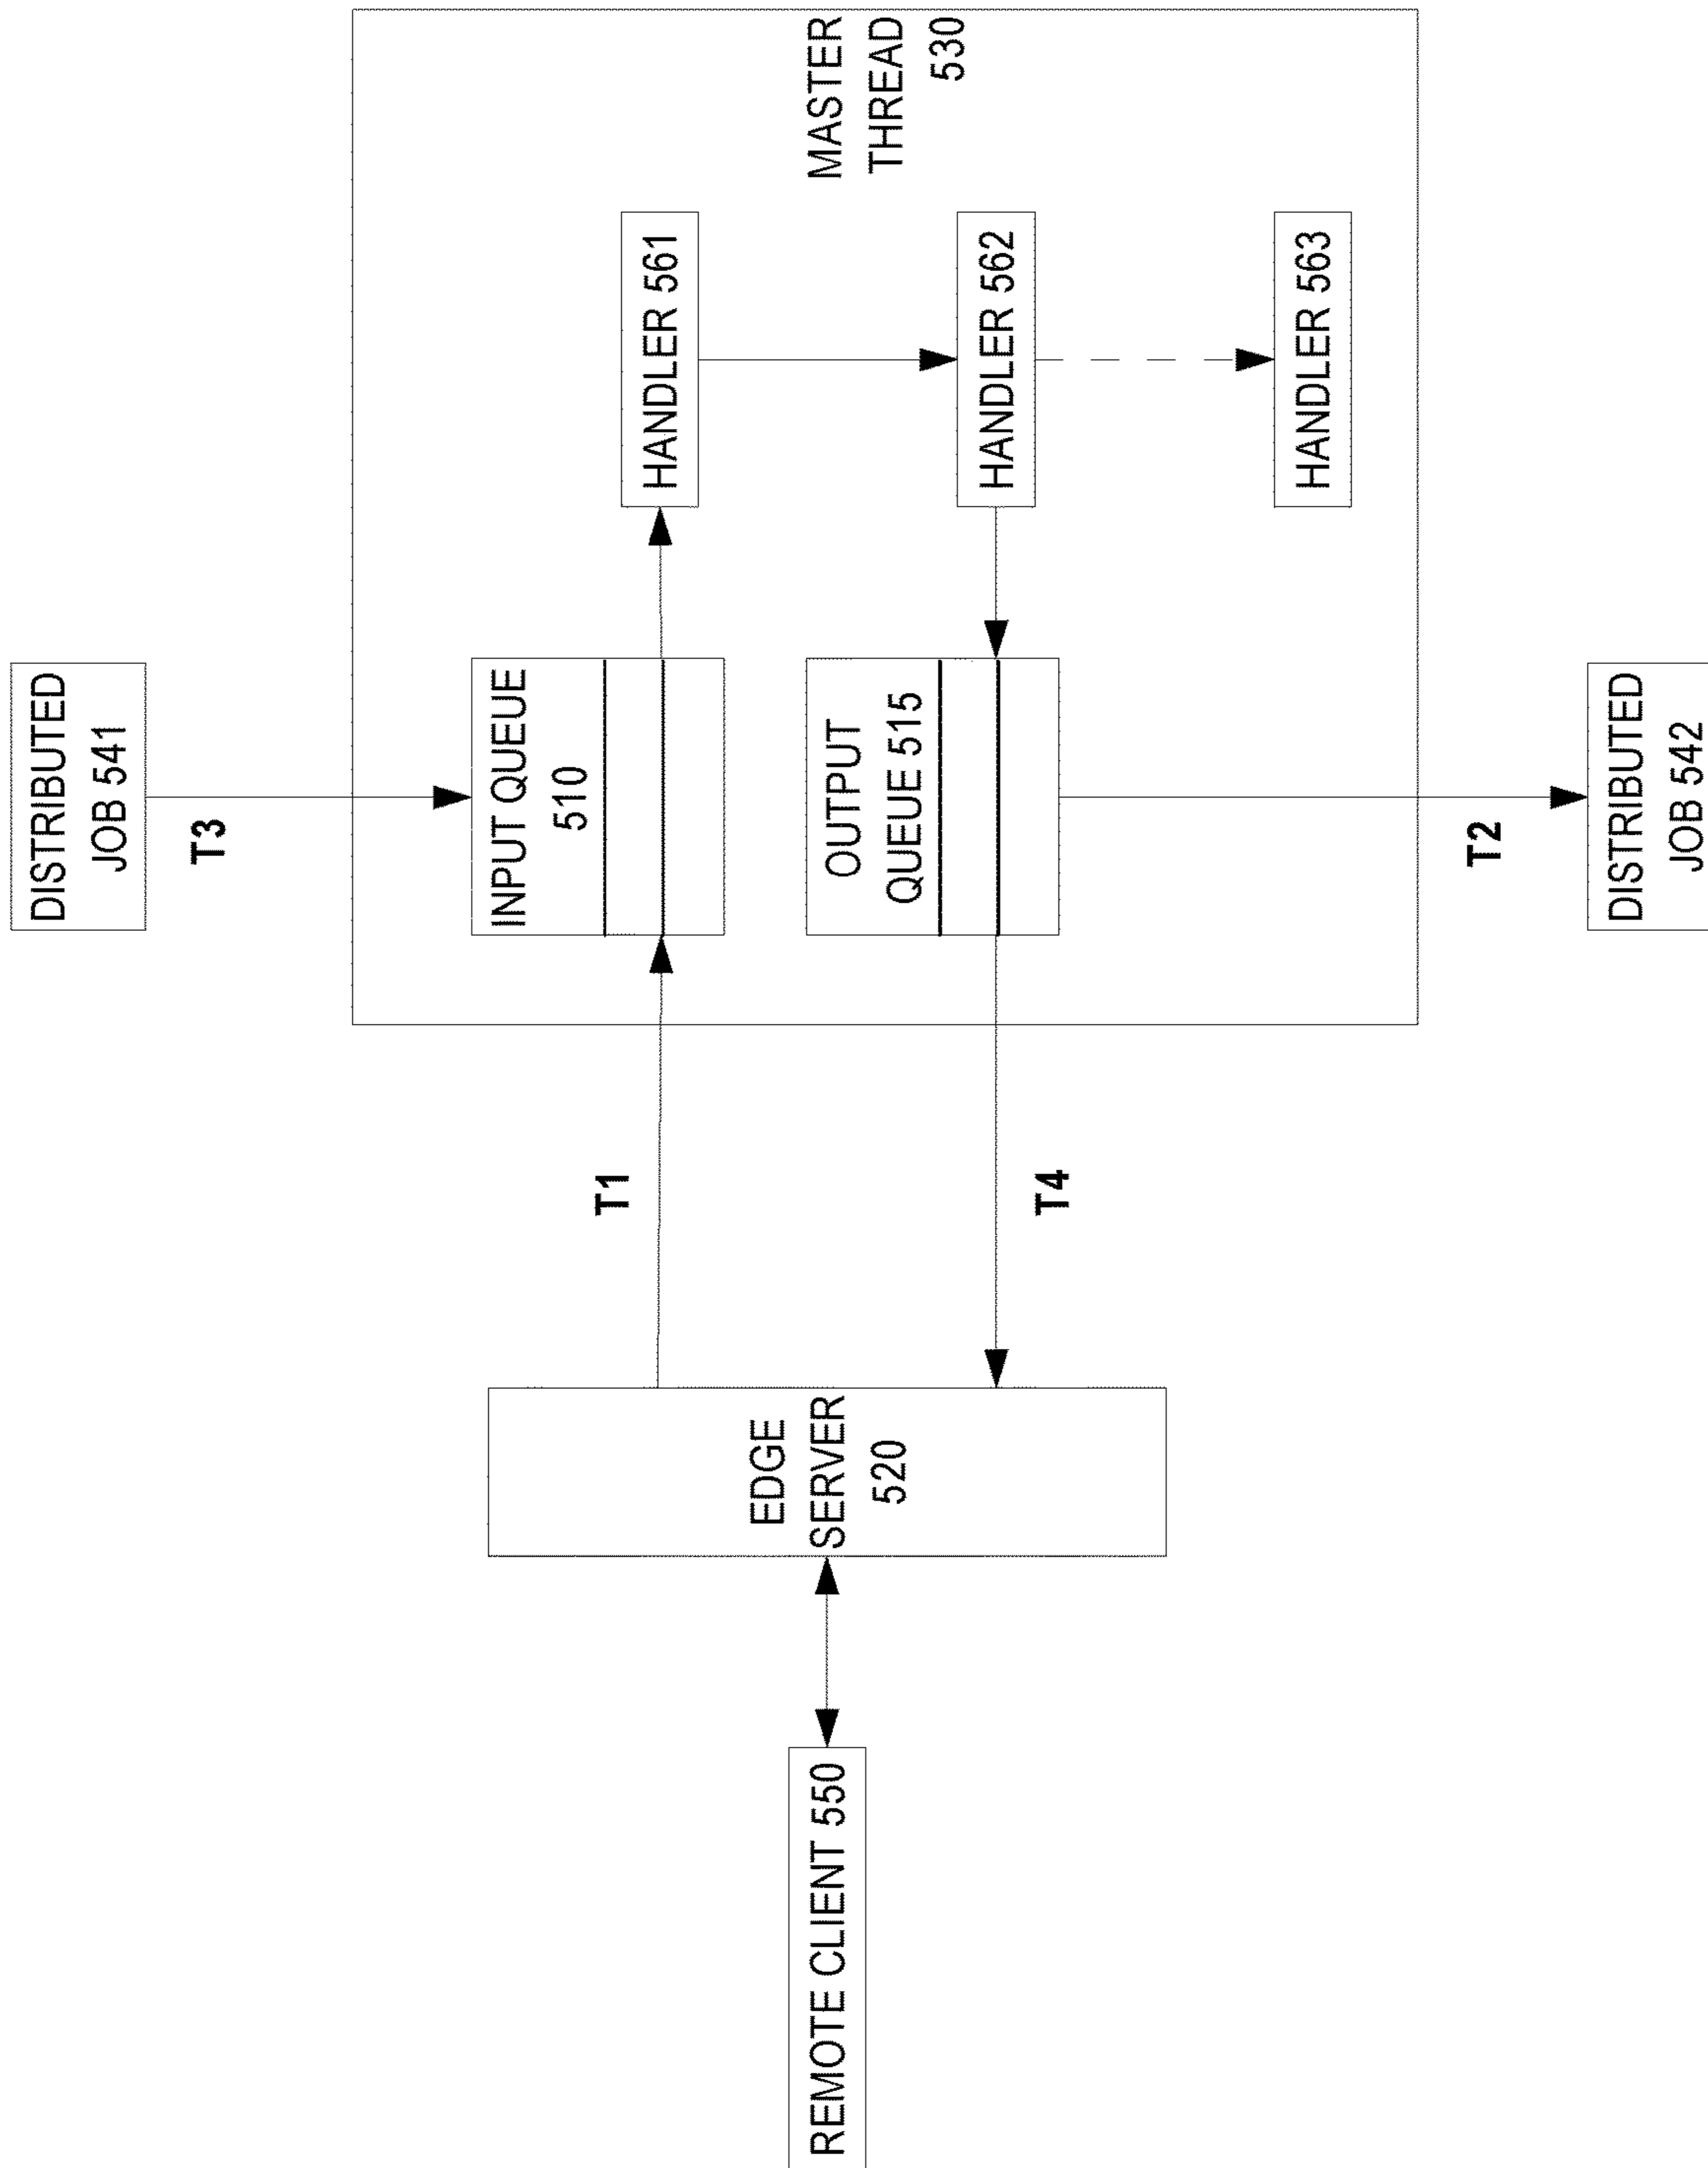 DISTRIBUTED
JOB 541
T3
MASTER
THREAD
530
INPUT QUEUE
510
HANDLER 561
OUTPUT
QUEUE 515
HANDLER 562
HANDLER 563
T2
DISTRIBUTED
JOB 542
T1
T4
EDGE
SERVER
520
REMOTE CLIENT 550